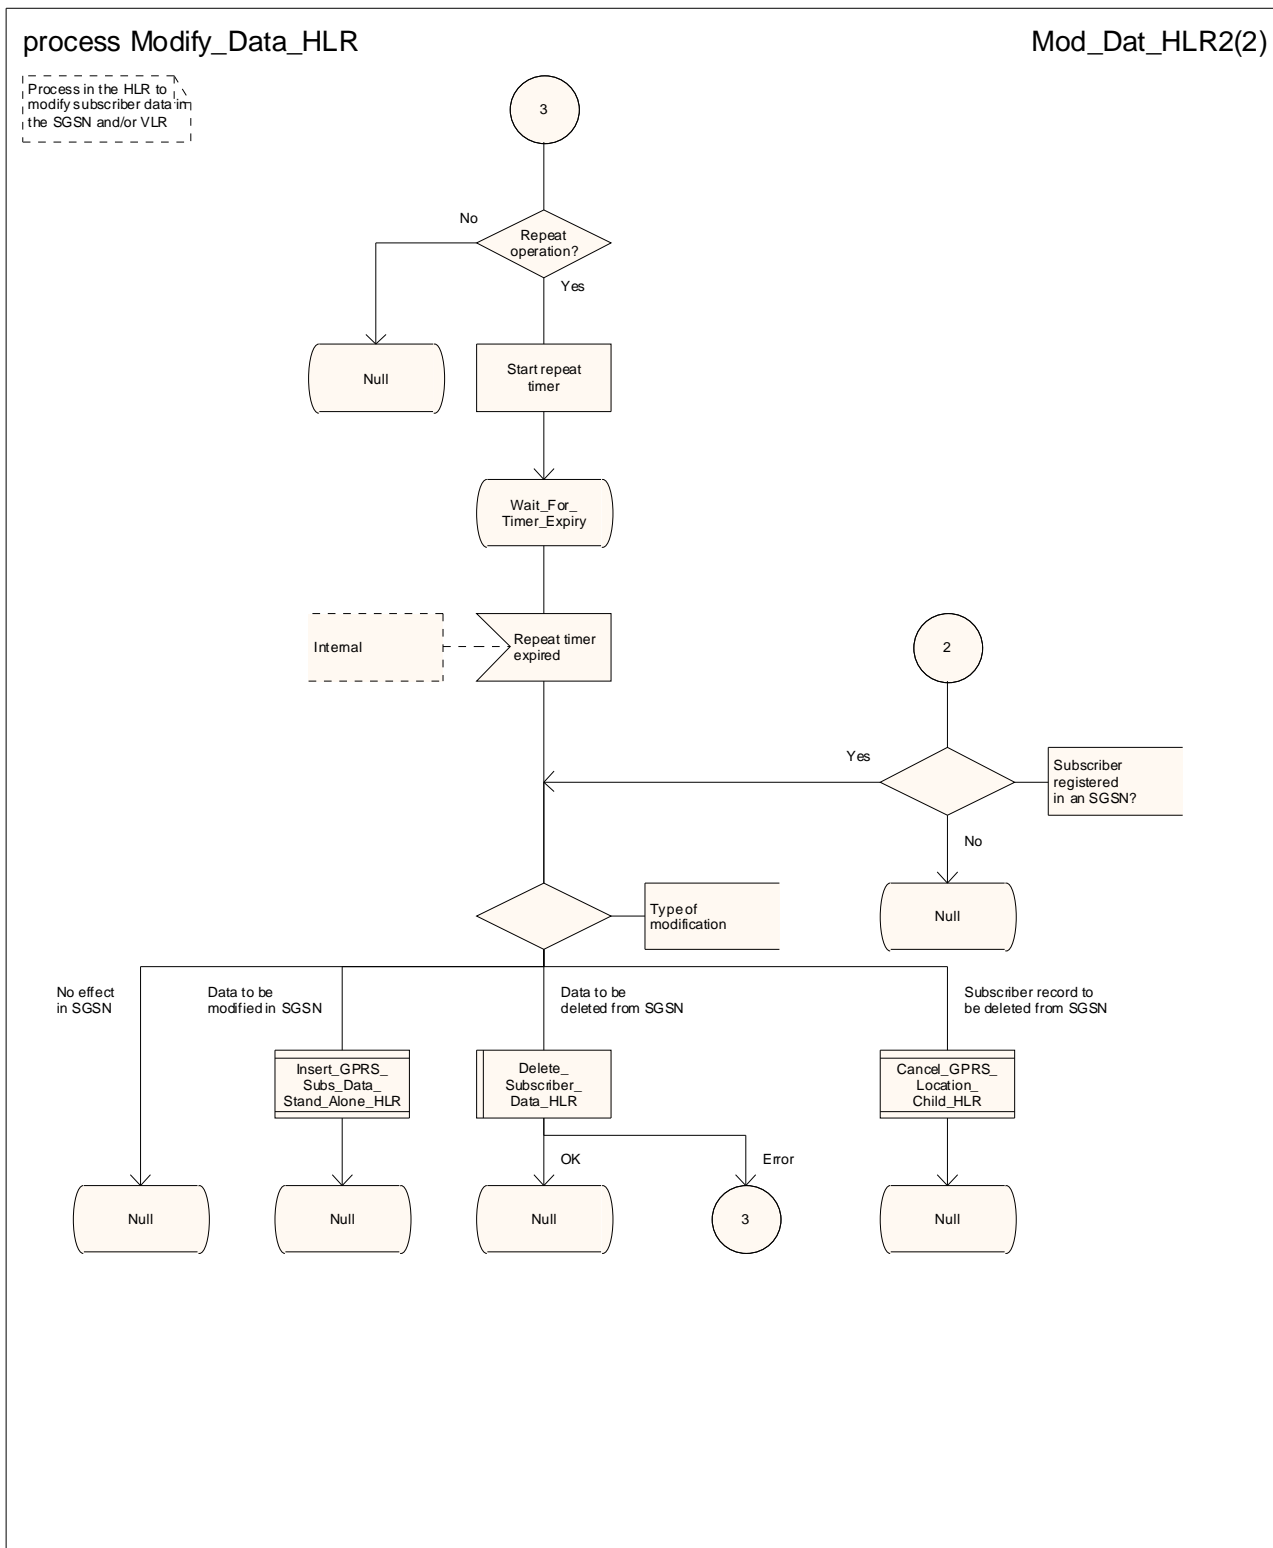 process Modify_Data_HLR
Mod_Dat_HLR2(2)
Process in the HLR to
modify subscriber data in
the SGSN and/or VLR
3
No
Repeat
operation?
Yes
Null
Start repeat
timer
Wait_For_
Timer_Expiry
Internal
Repeat timer
expired
2
Yes
Subscriber
registered
in an SGSN?
No
Null
Type of
modification
No effect
in SGSN
Data to be
modified in SGSN
Data to be
deleted from SGSN
Subscriber record to
be deleted from SGSN
Insert_GPRS_
Subs_Data_
Stand_Alone_HLR
Delete_
Subscriber_
Data_HLR
Cancel_GPRS_
Location_
Child_HLR
OK
Error
Null
Null
Null
3
Null